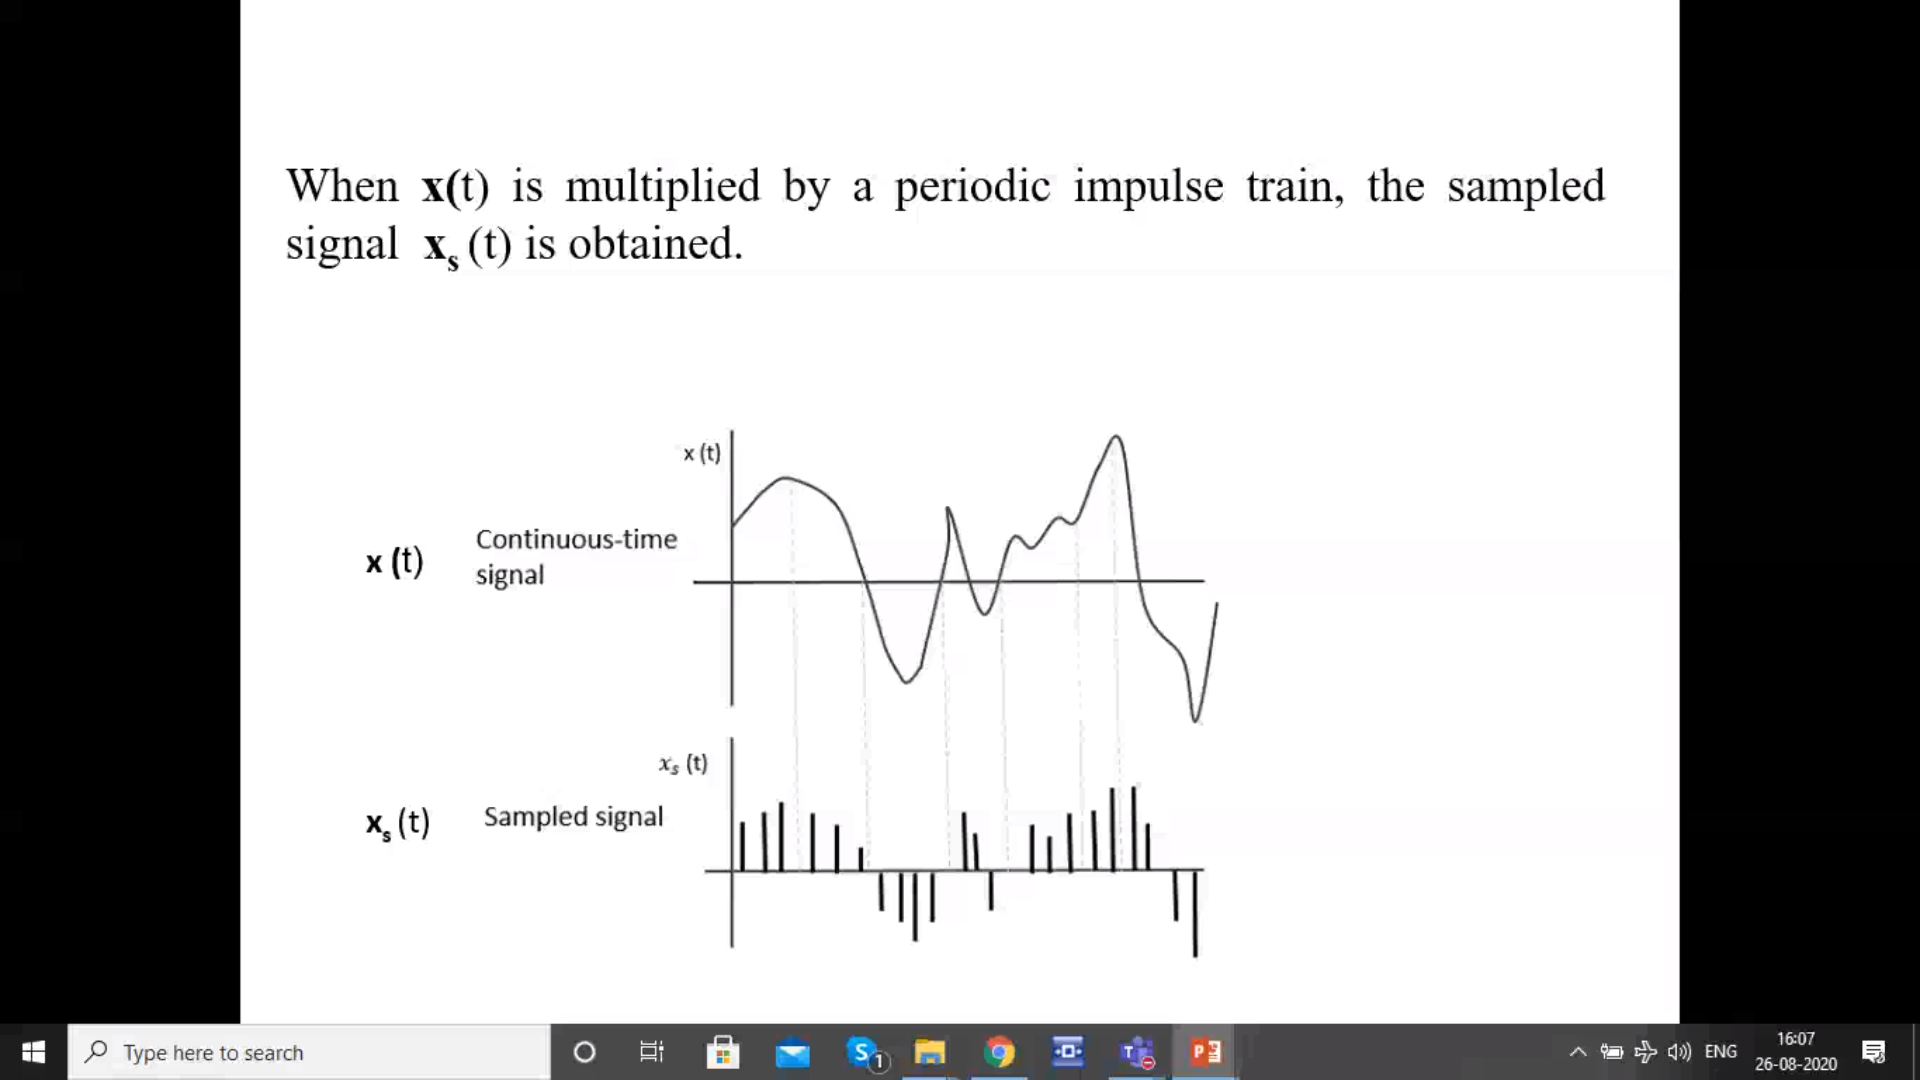 When x(t) is multiplied by a periodic impulse train, the sampled
signal xₛ (t) is obtained.
x (t)
x (t)
Continuous-time
signal
xₛ (t)
xₛ (t)
Sampled signal
Type here to search
S
1
T
P
ENG
16:07
26-08-2020